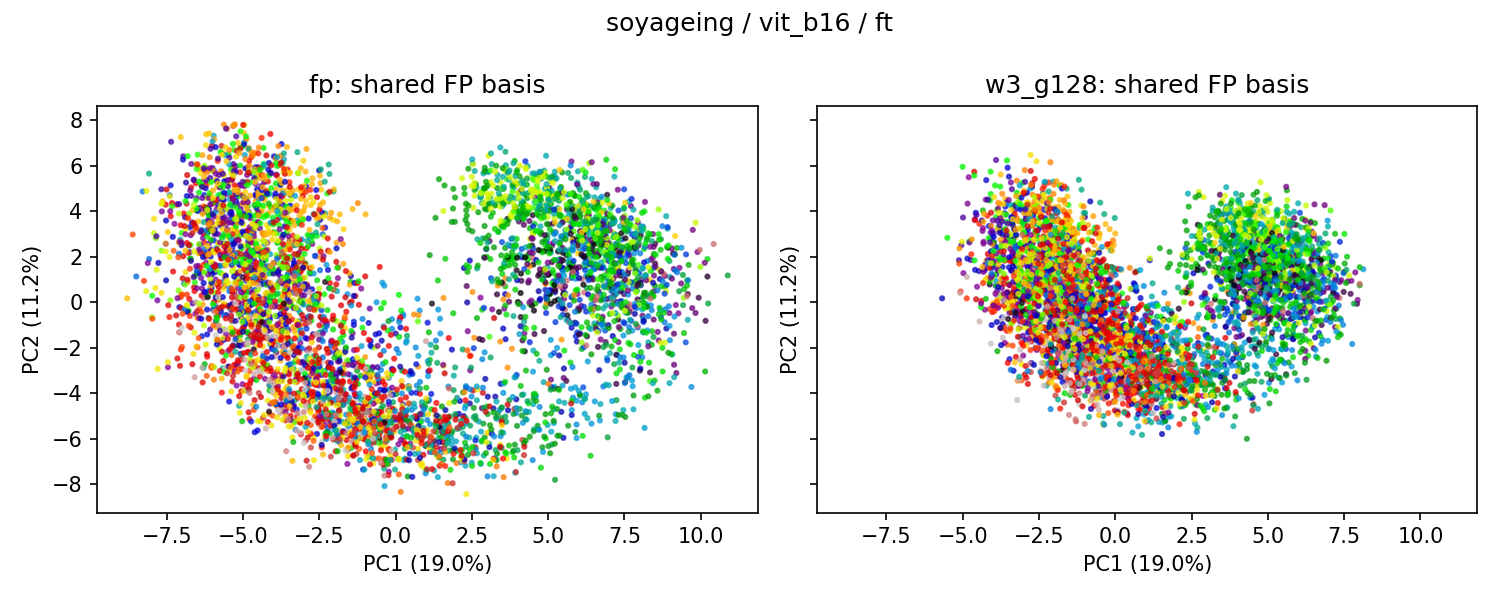 soyageing / vit_b16 / ft
fp: shared FP basis
w3_g128: shared FP basis
8
6
4
2
0
−2
−4
−6
−8
PC2 (11.2%)
PC2 (11.2%)
−7.5 −5.0 −2.5 0.0 2.5 5.0 7.5 10.0
−7.5 −5.0 −2.5 0.0 2.5 5.0 7.5 10.0
PC1 (19.0%)
PC1 (19.0%)